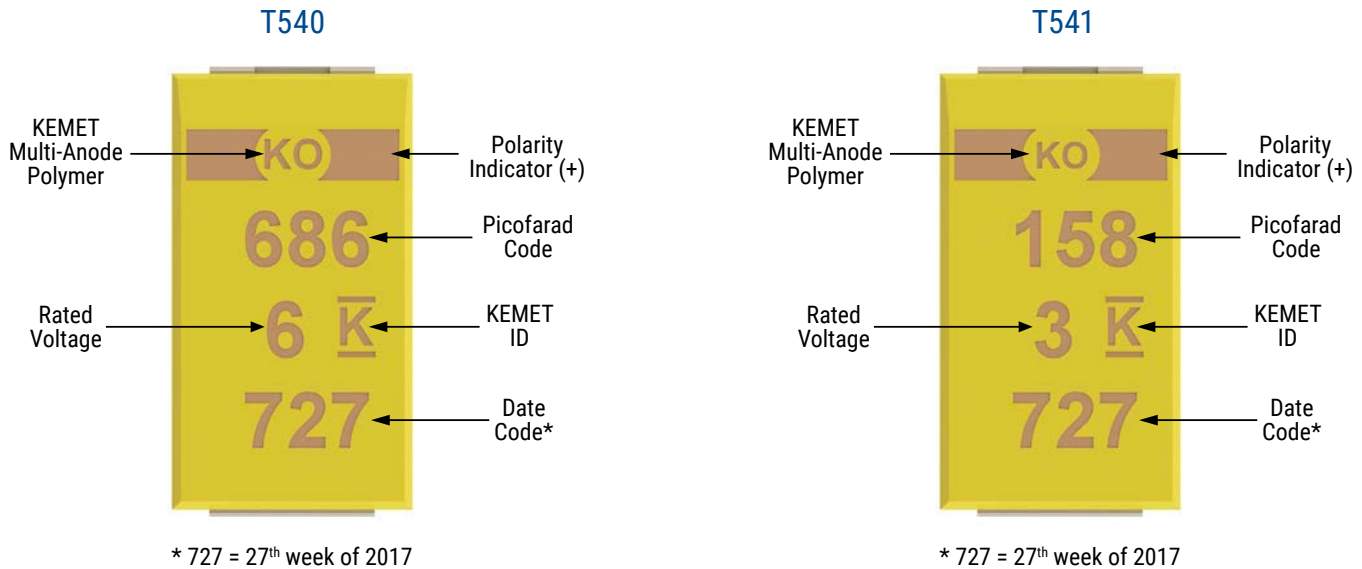 T540
T541
KEMET
Multi-Anode
Polymer
KO
Polarity
Indicator (+)
686
Picofarad
Code
Rated
Voltage
6 K
KEMET
ID
727
Date
Code*
* 727 = 27th week of 2017
KEMET
Multi-Anode
Polymer
KO
Polarity
Indicator (+)
158
Picofarad
Code
Rated
Voltage
3 K
KEMET
ID
727
Date
Code*
* 727 = 27th week of 2017